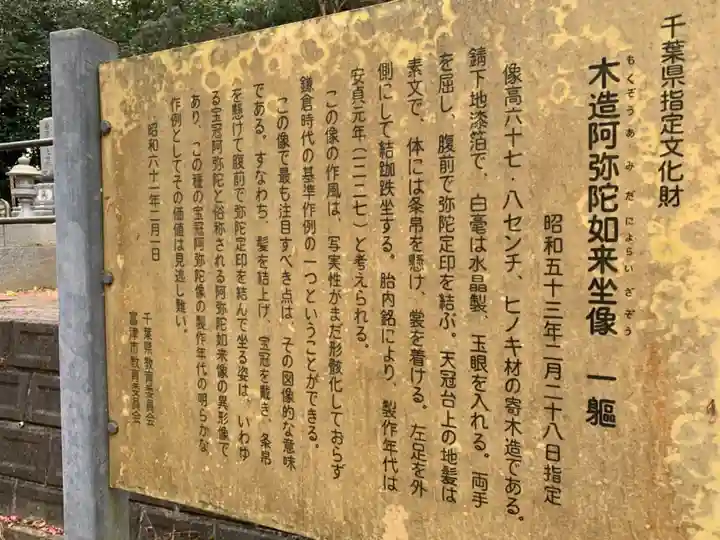 千葉県指定文化財
木造阿弥陀如来坐像 一軀
もくぞうあみだにょらいざぞう
昭和五十三年二月二十八日指定
像高六十七・八センチ、ヒノキ材の寄木造である。
錆下地漆箔で、白毫は水晶製、玉眼を入れる。両手
を屈し、腹前で弥陀定印を結ぶ。天冠台上の地髪は
素文で、体には条帛を懸け、裳を着ける。左足を外
側にして結跏趺坐する。胎内銘により、製作年代は
安貞元年(一二二七)と考えられる。
この像の作風は、写実性がまだ形骸化しておらず
鎌倉時代の基準作例の一つということができる。
この像で最も注目すべき点は、その図像的な意味
である。すなわち、髪を結上げ、宝冠を戴き、条帛
を懸けて腹前で弥陀定印を結んで坐る姿は、いわゆ
る宝冠阿弥陀と俗称される阿弥陀如来像の異形像で
あり、この種の宝冠阿弥陀像の製作年代の明らかな
作例としてその価値は見逃し難い。
昭和六十一年二月一日
千葉県教育委員会
富津市教育委員会